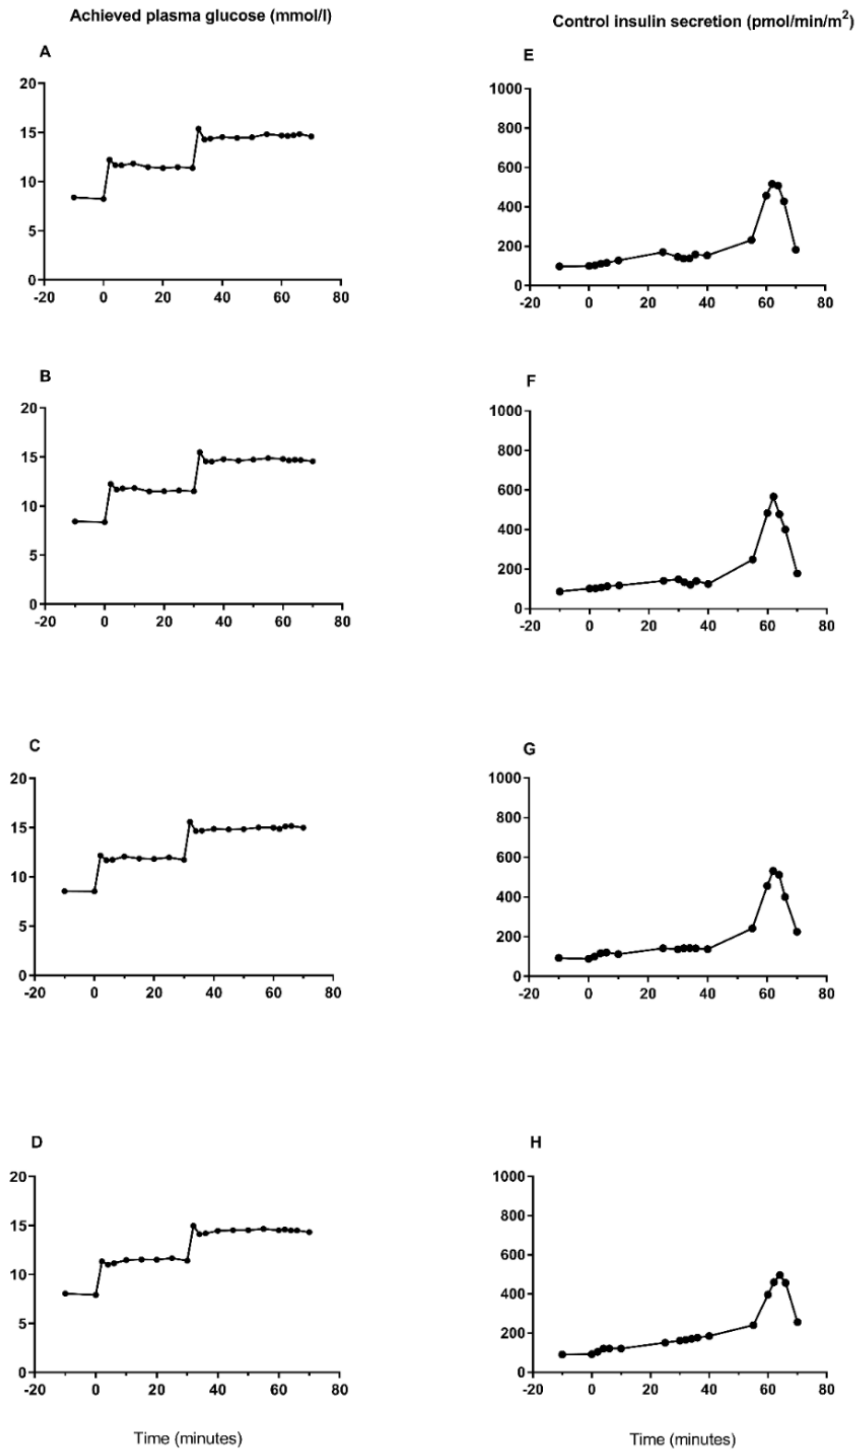 Achieved plasma glucose (mmol/l)
Control insulin secretion (pmol/min/m²)
A
20
15
10
5
0
-20 0 20 40 60 80
E
1000
800
600
400
200
0
-20 0 20 40 60 80
B
20
15
10
5
0
-20 0 20 40 60 80
F
1000
800
600
400
200
0
-20 0 20 40 60 80
C
20
15
10
5
0
-20 0 20 40 60 80
G
1000
800
600
400
200
0
-20 0 20 40 60 80
D
20
15
10
5
0
-20 0 20 40 60 80
Time (minutes)
H
1000
800
600
400
200
0
-20 0 20 40 60 80
Time (minutes)